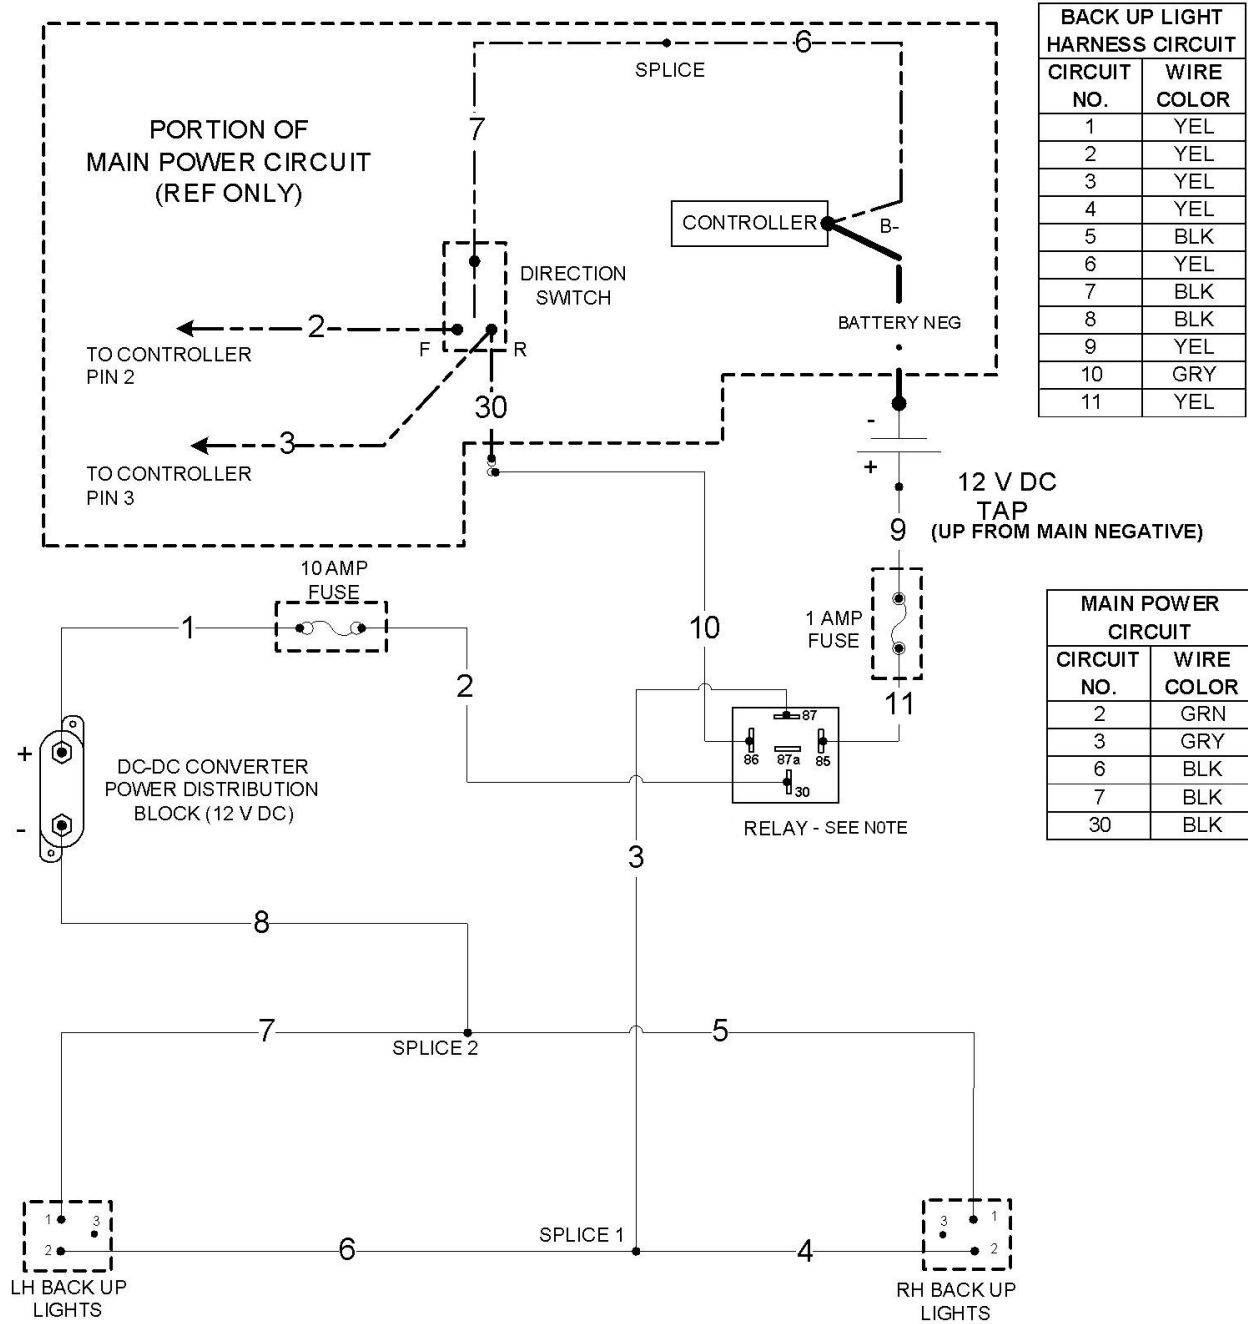 BACK UP LIGHT
HARNESS CIRCUIT
CIRCUIT NO. WIRE COLOR
1 YEL
2 YEL
3 YEL
4 YEL
5 BLK
6 YEL
7 BLK
8 BLK
9 YEL
10 GRY
11 YEL
6
SPLICE
7
PORTION OF
MAIN POWER CIRCUIT
(REF ONLY)
CONTROLLER
B-
DIRECTION
SWITCH
BATTERY NEG
2
TO CONTROLLER
PIN 2
F
R
30
3
TO CONTROLLER
PIN 3
-
+
12 V DC
TAP
(UP FROM MAIN NEGATIVE)
9
10 AMP
FUSE
1
2
10
1 AMP
FUSE
11
MAIN POWER
CIRCUIT
CIRCUIT NO. WIRE COLOR
2 GRN
3 GRY
6 BLK
7 BLK
30 BLK
87
86
87a
85
30
RELAY - SEE NOTE
+
-
DC-DC CONVERTER
POWER DISTRIBUTION
BLOCK (12 V DC)
3
8
7
5
SPLICE 2
1
3
2
LH BACK UP
LIGHTS
6
SPLICE 1
4
3
1
2
RH BACK UP
LIGHTS